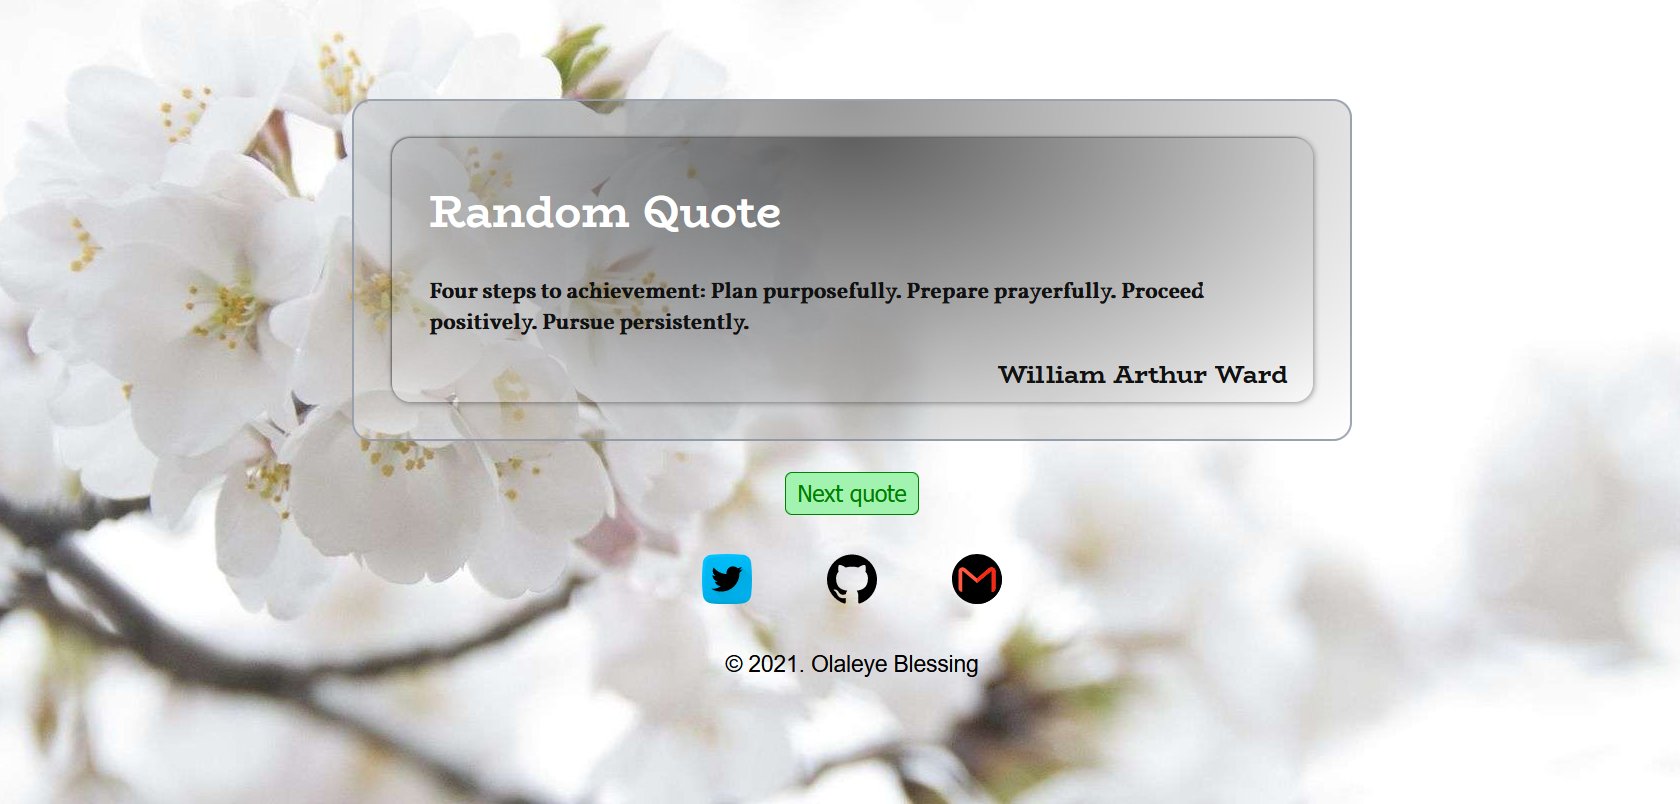 Random Quote
Four steps to achievement: Plan purposefully. Prepare prayerfully. Proceed
positively. Pursue persistently.
William Arthur Ward
Next quote
© 2021. Olaleye Blessing